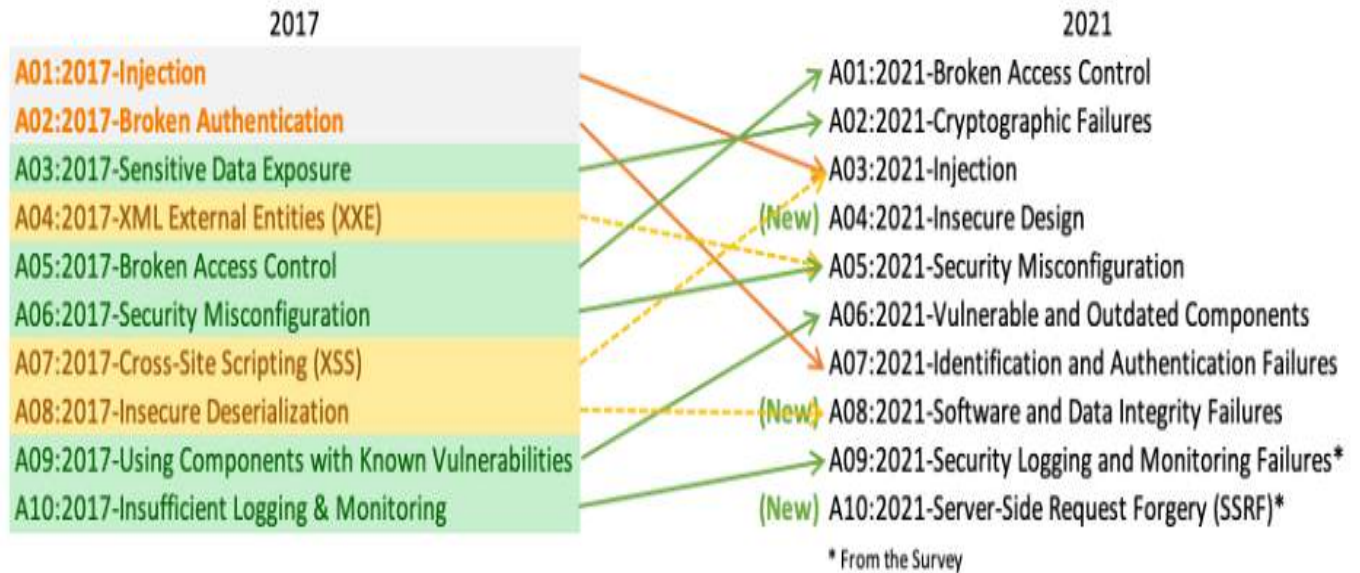 2017
2021
A01:2017-Injection
A01:2021-Broken Access Control
A02:2017-Broken Authentication
A02:2021-Cryptographic Failures
A03:2017-Sensitive Data Exposure
A03:2021-Injection
A04:2017-XML External Entities (XXE)
(New) A04:2021-Insecure Design
A05:2017-Broken Access Control
A05:2021-Security Misconfiguration
A06:2017-Security Misconfiguration
A06:2021-Vulnerable and Outdated Components
A07:2017-Cross-Site Scripting (XSS)
A07:2021-Identification and Authentication Failures
A08:2017-Insecure Deserialization
(New) A08:2021-Software and Data Integrity Failures
A09:2017-Using Components with Known Vulnerabilities
A09:2021-Security Logging and Monitoring Failures*
A10:2017-Insufficient Logging & Monitoring
(New) A10:2021-Server-Side Request Forgery (SSRF)*
* From the Survey